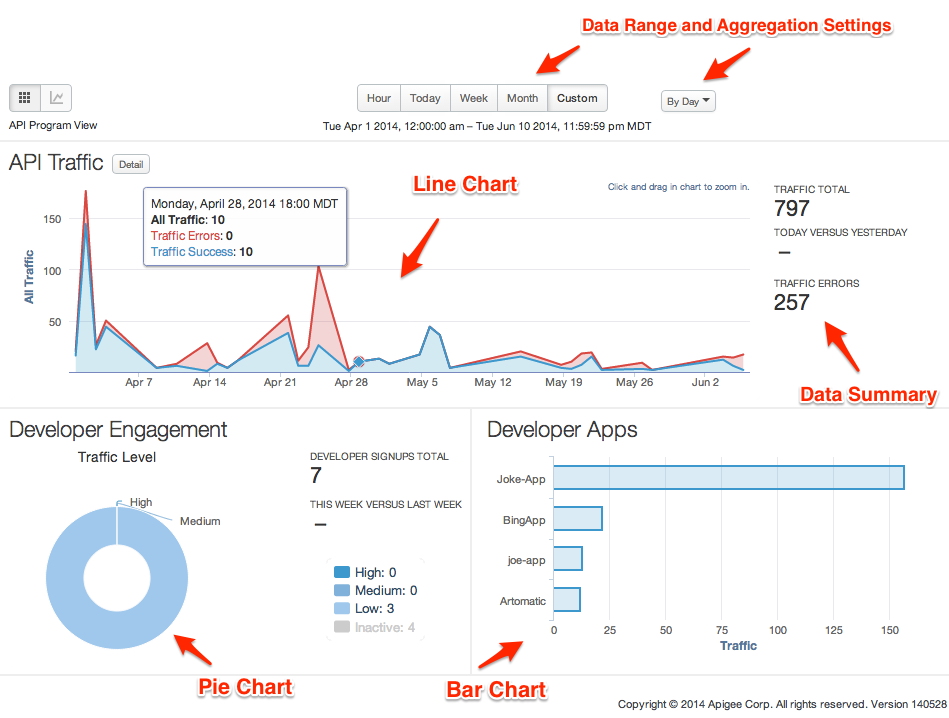 Data Range and Aggregation Settings
Hour Today Week Month Custom
By Day
API Program View
Tue Apr 1 2014, 12:00:00 am – Tue Jun 10 2014, 11:59:59 pm MDT
API Traffic
Detail
Line Chart
Click and drag in chart to zoom in.
Monday, April 28, 2014 18:00 MDT
All Traffic: 10
Traffic Errors: 0
Traffic Success: 10
All Traffic
150
100
50
Apr 7 Apr 14 Apr 21 Apr 28 May 5 May 12 May 19 May 26 Jun 2
TRAFFIC TOTAL
797
TODAY VERSUS YESTERDAY
–
TRAFFIC ERRORS
257
Data Summary
Developer Engagement
Traffic Level
High
Medium
DEVELOPER SIGNUPS TOTAL
7
THIS WEEK VERSUS LAST WEEK
–
High: 0
Medium: 0
Low: 3
Inactive: 4
Pie Chart
Developer Apps
Joke-App
BingApp
joe-app
Artomatic
0 25 50 75 100 125 150
Traffic
Bar Chart
Copyright © 2014 Apigee Corp. All rights reserved. Version 140528